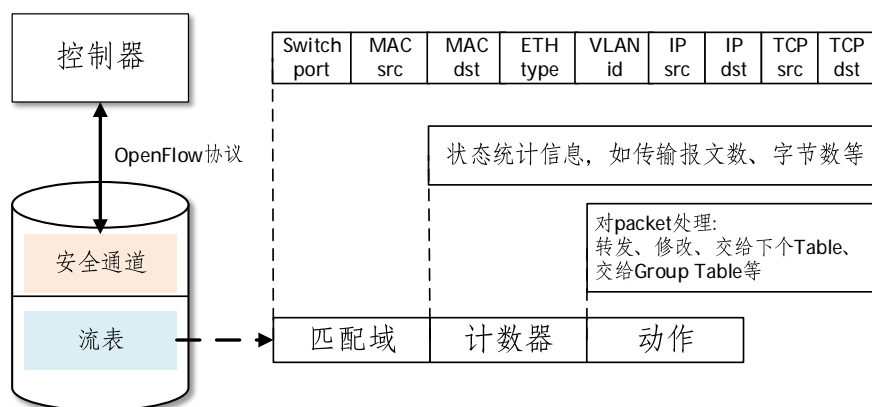 控制器
Switch port
MAC src
MAC dst
ETH type
VLAN id
IP src
IP dst
TCP src
TCP dst
OpenFlow协议
状态统计信息，如传输报文数、字节数等
对packet处理:
转发、修改、交给下个Table、
交给Group Table等
安全通道
流表
匹配域
计数器
动作